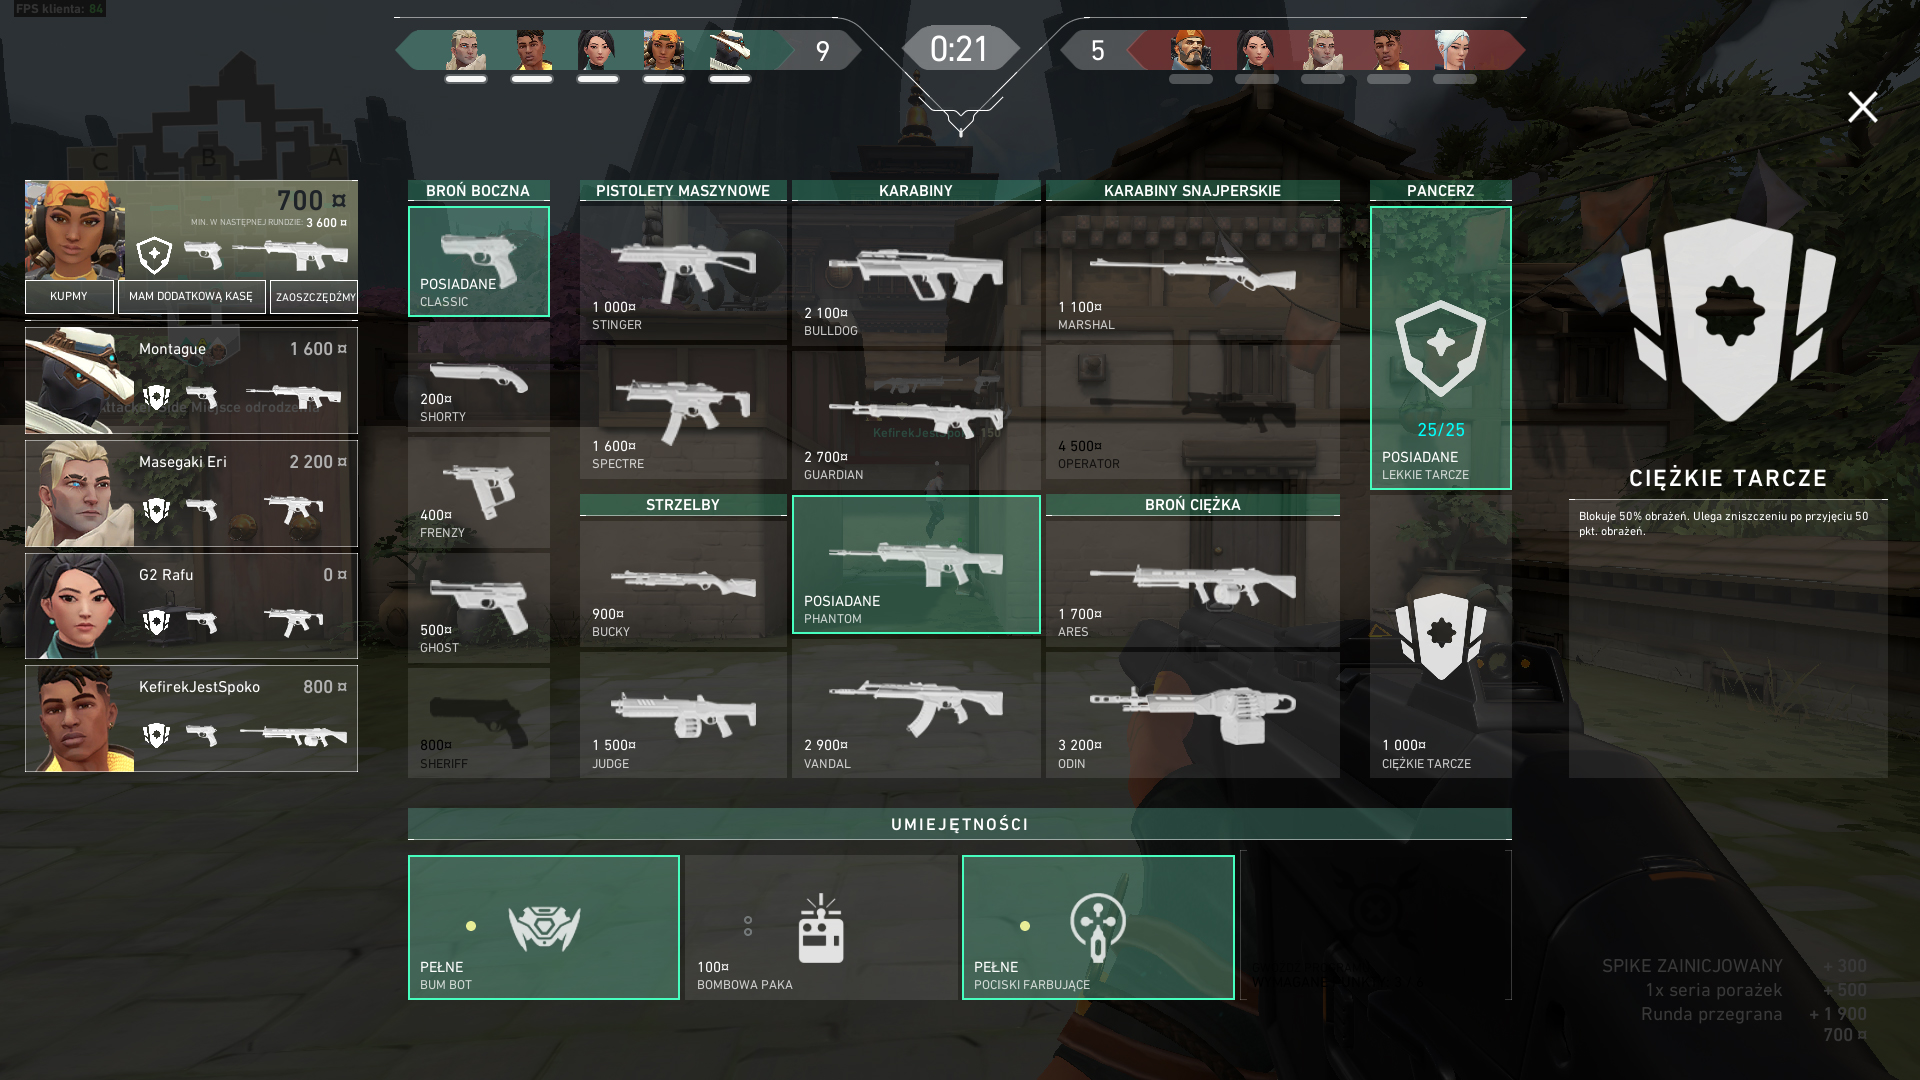 FPS klienta: 84
9
0:21
5
C
B
A
700 ¤
MIN. W NASTĘPNEJ RUNDZIE: 3 600 ¤
KUPMY
MAM DODATKOWĄ KASĘ
ZAOSZCZĘDŹMY
Montague
1 600 ¤
Attacker Side Miejsce odrodzenia
Masegaki Eri
2 200 ¤
G2 Rafu
0 ¤
KefirekJestSpoko
800 ¤
BROŃ BOCZNA
POSIADANE
CLASSIC
200¤
SHORTY
400¤
FRENZY
500¤
GHOST
800¤
SHERIFF
PISTOLETY MASZYNOWE
1 000¤
STINGER
1 600¤
SPECTRE
STRZELBY
900¤
BUCKY
1 500¤
JUDGE
KARABINY
2 100¤
BULLDOG
KefirekJestSpoko 150
2 700¤
GUARDIAN
POSIADANE
PHANTOM
2 900¤
VANDAL
KARABINY SNAJPERSKIE
1 100¤
MARSHAL
4 500¤
OPERATOR
BROŃ CIĘŻKA
1 700¤
ARES
3 200¤
ODIN
PANCERZ
25/25
POSIADANE
LEKKIE TARCZE
1 000¤
CIĘŻKIE TARCZE
CIĘŻKIE TARCZE
Blokuje 50% obrażeń. Ulega zniszczeniu po przyjęciu 50
pkt. obrażeń.
UMIEJĘTNOŚCI
PEŁNE
BUM BOT
100¤
BOMBOWA PAKA
PEŁNE
POCISKI FARBUJĄCE
SPIKE ZAINICJOWANY + 300
1x seria porażek + 500
Runda przegrana + 1 900
700 ¤